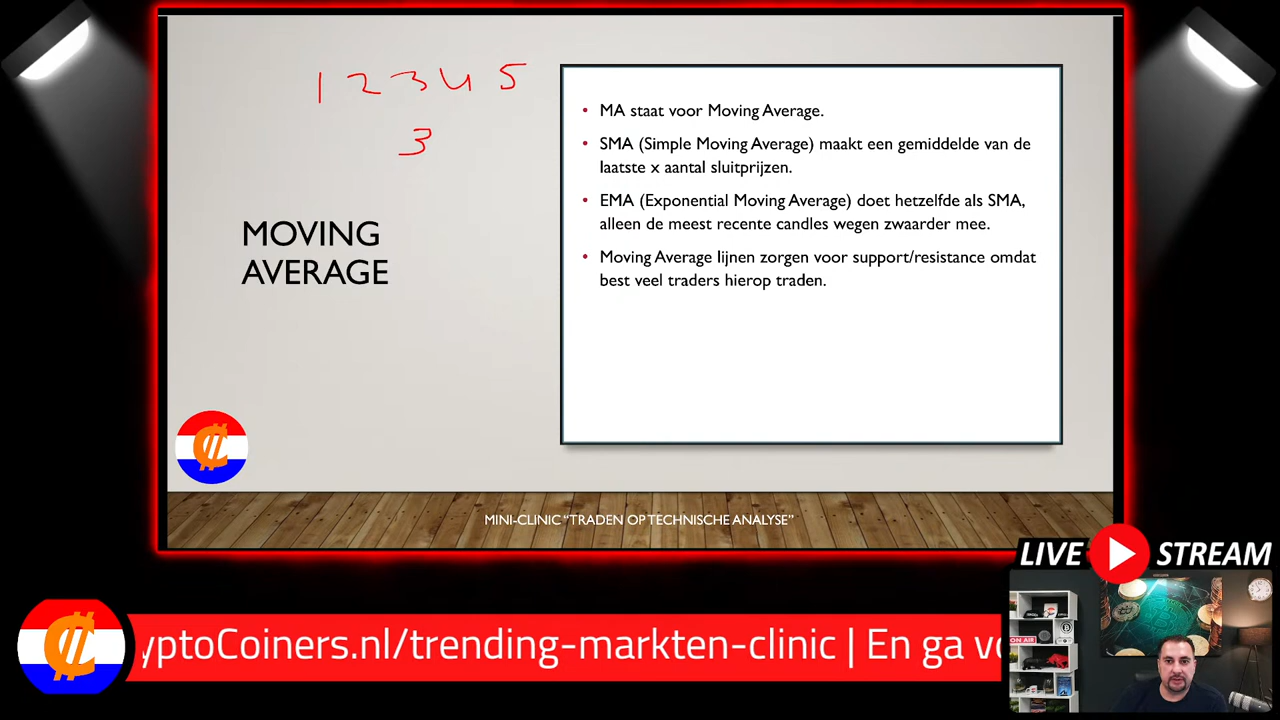 1 2 3 4 5
3
MOVING
AVERAGE
• MA staat voor Moving Average.
• SMA (Simple Moving Average) maakt een gemiddelde van de
laatste x aantal sluitprijzen.
• EMA (Exponential Moving Average) doet hetzelfde als SMA,
alleen de meest recente candles wegen zwaarder mee.
• Moving Average lijnen zorgen voor support/resistance omdat
best veel traders hierop traden.
MINI-CLINIC “TRADEN OP TECHNISCHE ANALYSE”
LIVE STREAM
ON AIR
yptoCoiners.nl/trending-markten-clinic | En ga vo